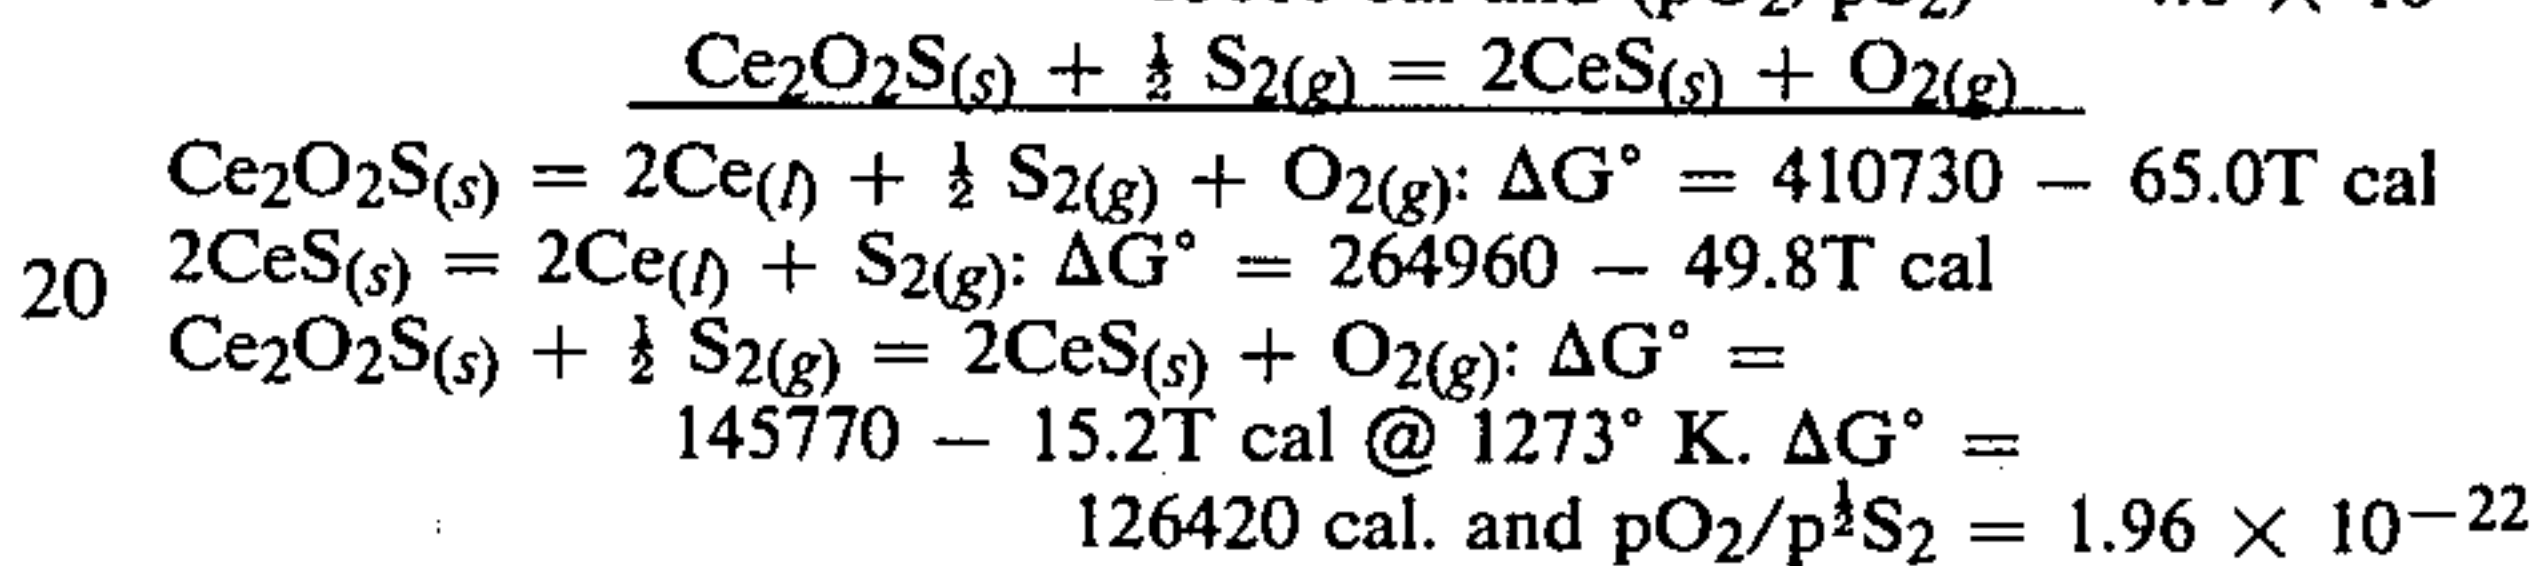 Ce₂O₂S(s) + ½ S₂(g) = 2CeS(s) + O₂(g)
Ce₂O₂S(s) = 2Ce(l) + ½ S₂(g) + O₂(g): ΔG° = 410730 − 65.0T cal
20 2CeS(s) = 2Ce(l) + S₂(g): ΔG° = 264960 − 49.8T cal
Ce₂O₂S(s) + ½ S₂(g) = 2CeS(s) + O₂(g): ΔG° =
145770 − 15.2T cal @ 1273° K. ΔG° =
126420 cal. and pO₂/p½S₂ = 1.96 × 10⁻²²